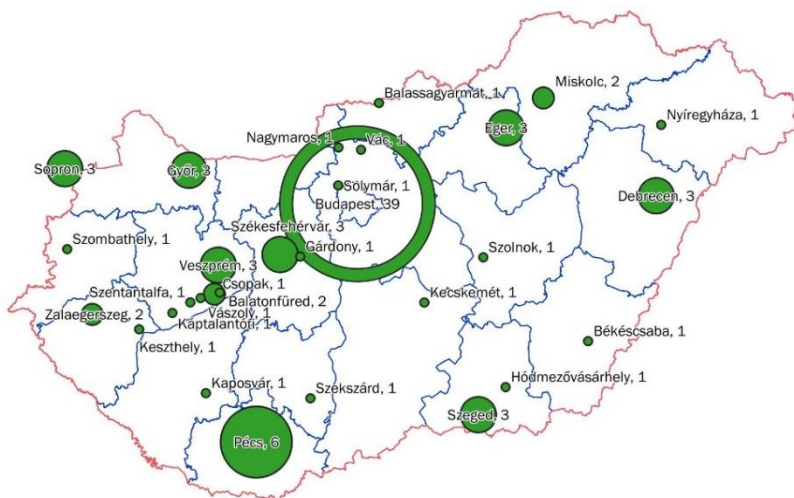 Balassagyarmat, 1
Miskolc, 2
Nyíregyháza, 1
Eger, 3
Nagymaros, 1
Vác, 1
Sopron, 3
Győr, 3
Sólymár, 1
Budapest, 39
Debrecen, 3
Székesfehérvár, 3
Gárdony, 1
Szombathely, 1
Szolnok, 1
Veszprém, 3
Csopak, 1
Szentantalfa, 1
Balatonfüred, 2
Kecskemét, 1
Zalaegerszeg, 2
Vászoly, 1
Káptalantóti, 1
Keszthely, 1
Békéscsaba, 1
Kaposvár, 1
Szekszárd, 1
Hódmezővásárhely, 1
Szeged, 3
Pécs, 6